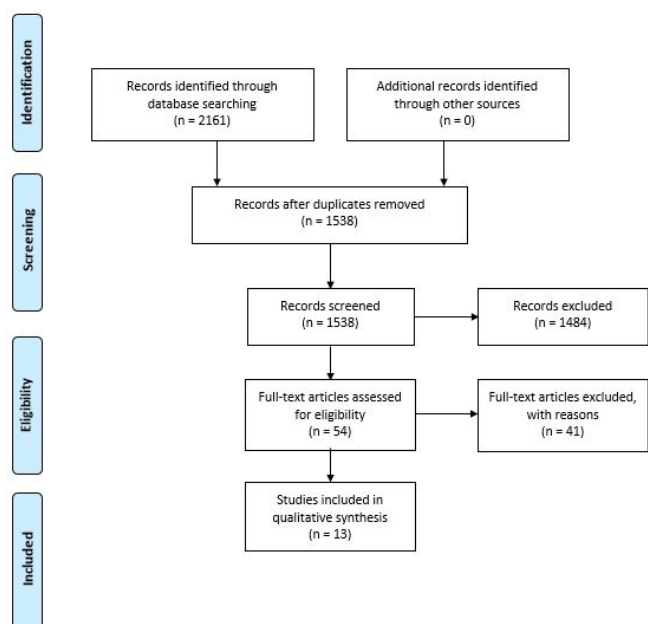 Identification
Records identified through
database searching
(n = 2161)
Additional records identified
through other sources
(n = 0)
Screening
Records after duplicates removed
(n = 1538)
Records screened
(n = 1538)
Records excluded
(n = 1484)
Eligibility
Full-text articles assessed
for eligibility
(n = 54)
Full-text articles excluded,
with reasons
(n = 41)
Included
Studies included in
qualitative synthesis
(n = 13)